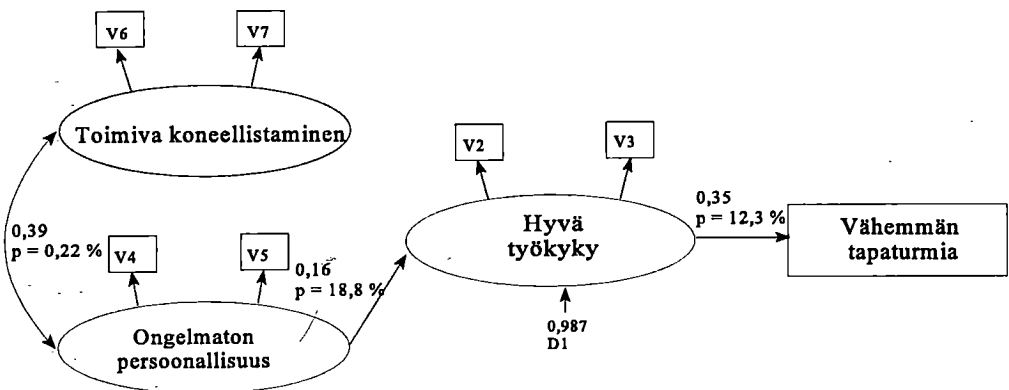 V6
V7
Toimiva koneellistaminen
0,39
p = 0,22 %
V4
V5
0,16
p = 18,8 %
Ongelmaton
persoonallisuus
V2
V3
Hyvä
työkyky
0,987
D1
0,35
p = 12,3 %
Vähemmän
tapaturmia